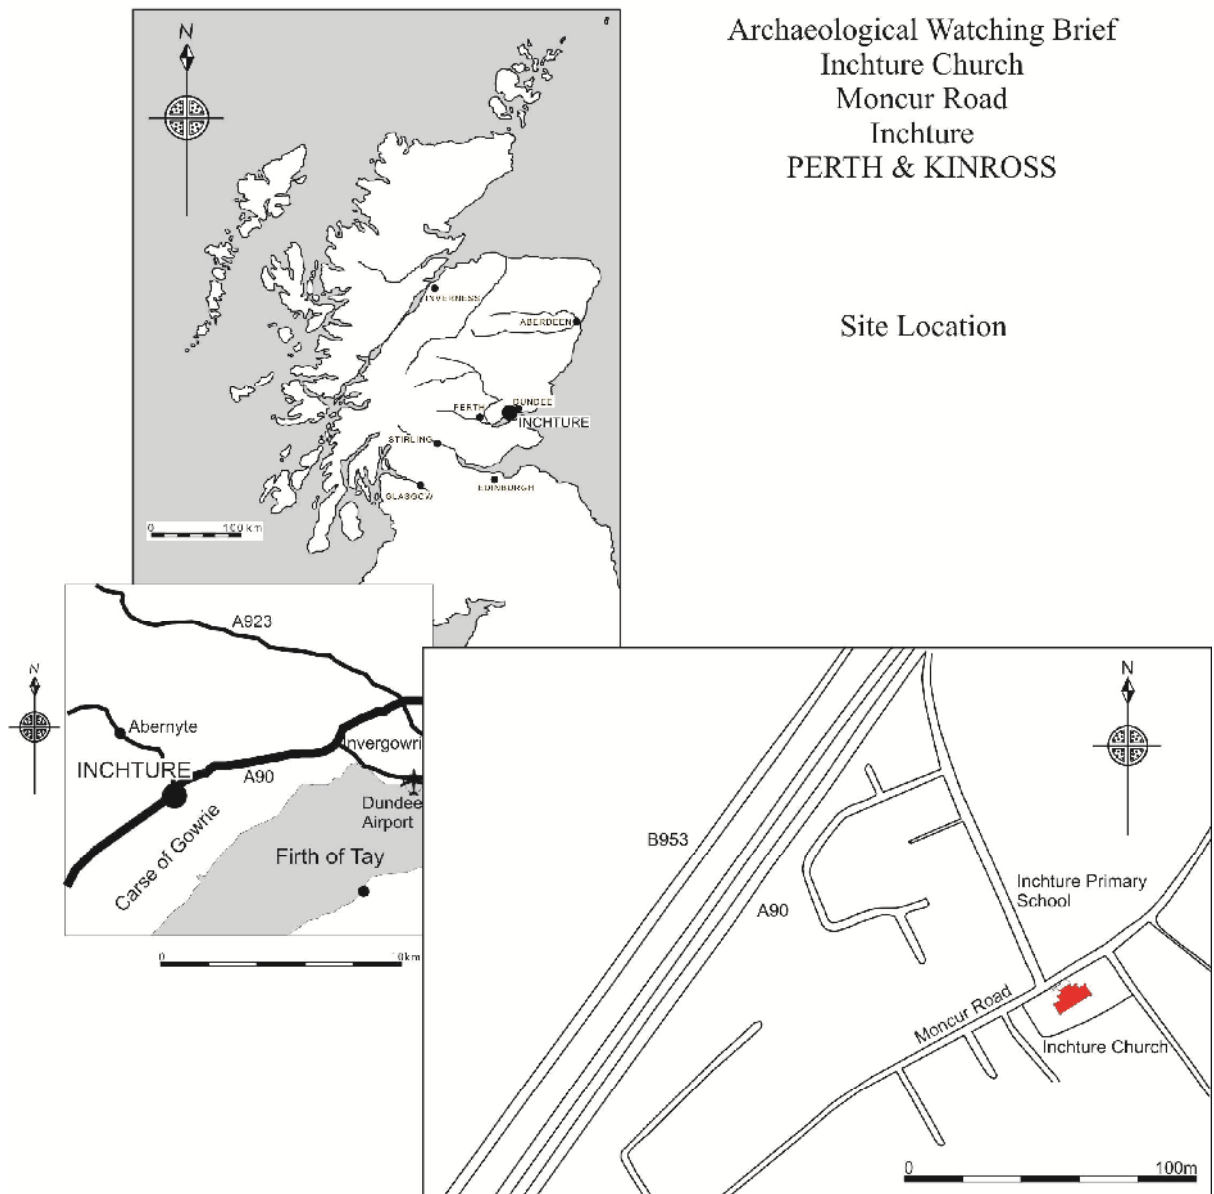 Archaeological Watching Brief
Inchture Church
Moncur Road
Inchture
PERTH & KINROSS
Site Location
N
INVERNESS
ABERDEEN
DUNDEE
PERTH
INCHTURE
STIRLING
GLASGOW
EDINBURGH
0 100 km
N
A923
Abernyte
Invergowri
INCHTURE
A90
Dundee
Airport
Carse of Gowrie
Firth of Tay
0 10km
N
B953
A90
Inchture Primary
School
Moncur Road
Inchture Church
0 100m